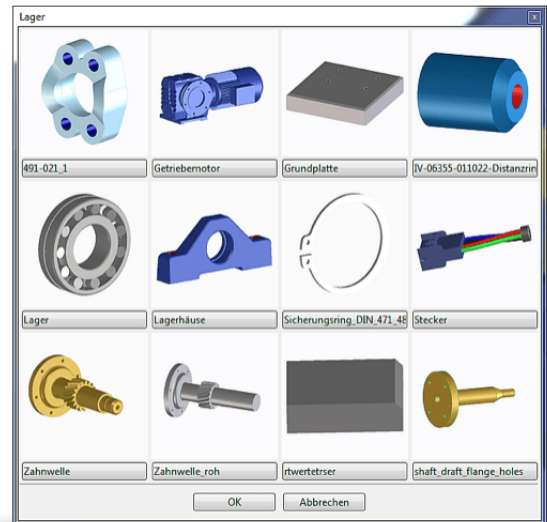 Lager
491-021_1
Getriebemotor
Grundplatte
IV-06355-011022-Distanzrin
Lager
Lagerhäuse
Sicherungsring_DIN_471_48
Stecker
Zahnwelle
Zahnwelle_roh
rtwertetrser
shaft_draft_flange_holes
OK
Abbrechen